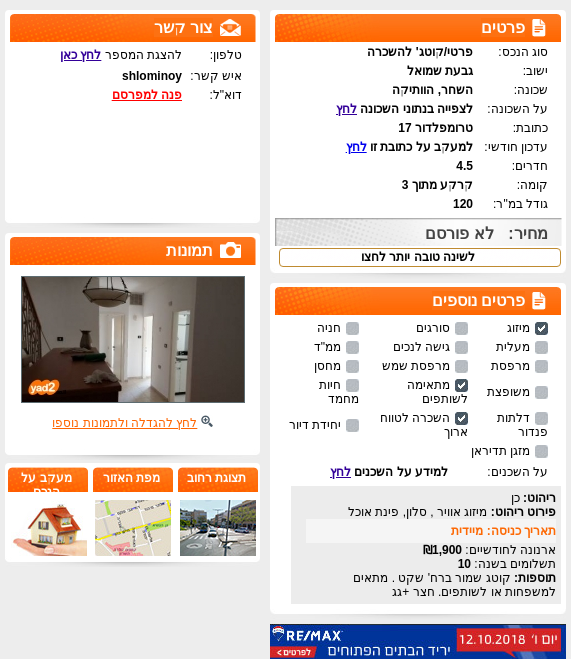 פרטים
סוג הנכס: פרטי/קוטג' להשכרה
ישוב: גבעת שמואל
שכונה: השחר, הוותיקה
על השכונה: לצפייה בנתוני השכונה לחץ
כתובת: טרומפלדור 17
עדכון חודשי: למעקב על כתובת זו לחץ
חדרים: 4.5
קומה: קרקע מתוך 3
גודל במ"ר: 120
מחיר: לא פורסם
לשינה טובה יותר לחצו
פרטים נוספים
מיזוג סורגים חניה
מעלית גישה לנכים ממ"ד
מרפסת מרפסת שמש מחסן
משופצת מתאימה לשותפים חיות מחמד
דלתות פנדור השכרה לטווח ארוך יחידת דיור
מזגן תדיראן
על השכנים: למידע על השכנים לחץ
ריהוט: כן
פירוט ריהוט: מיזוג אוויר , סלון, פינת אוכל
תאריך כניסה: מיידית
ארנונה לחודשיים: 1,900₪
תשלומים בשנה: 10
תוספות: קוטג שמור ברח' שקט . מתאים
למשפחות או לשותפים. חצר +גג
צור קשר
טלפון: להצגת המספר לחץ כאן
איש קשר: shlominoy
דוא"ל: פנה למפרסם
תמונות
yad2
לחץ להגדלה ולתמונות נוספו
תצוגת רחוב
מפת האזור
מעקב על
הנכס
RE/MAX
יום ו' 12.10.2018
יריד הבתים הפתוחים
לפרטים >